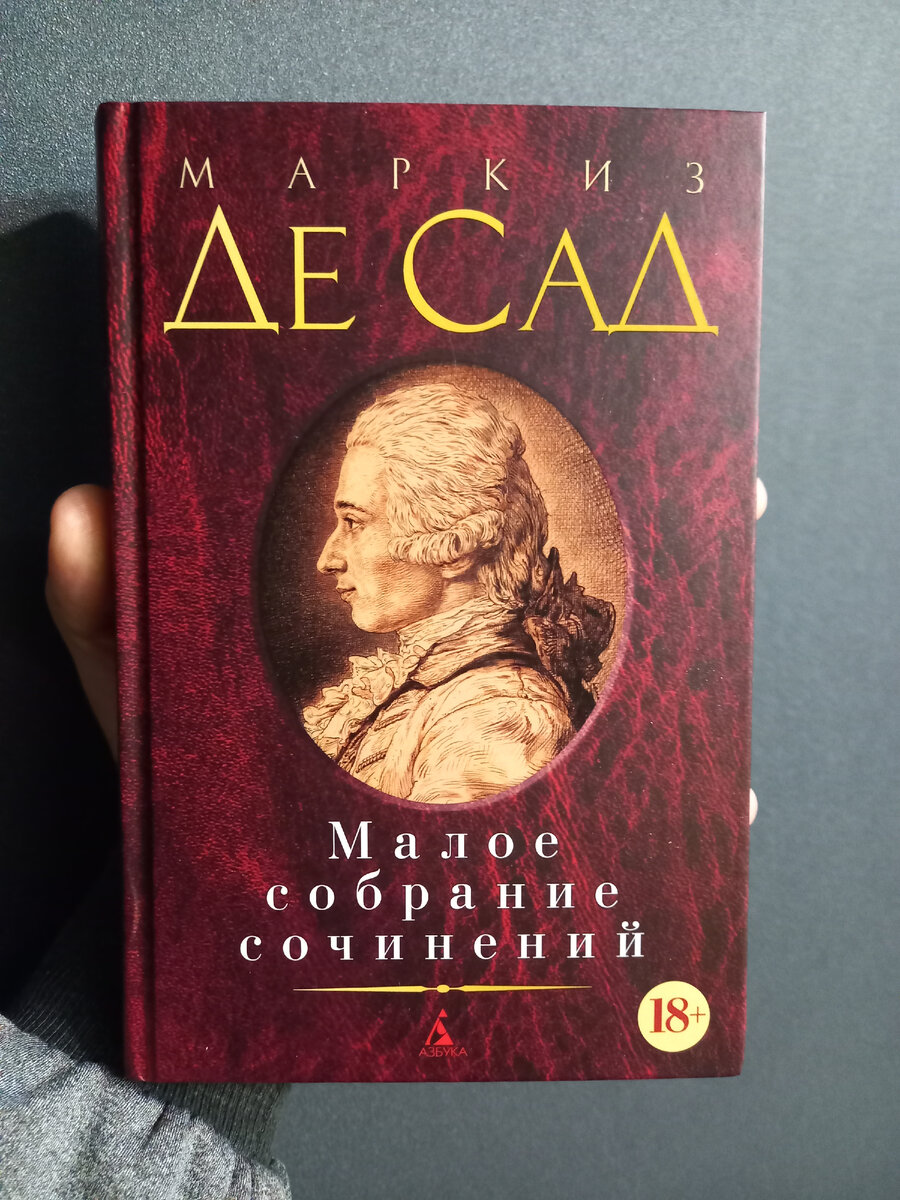 МАРКИЗ
ДЕ САД
Малое
собрание
сочинений
18+
АЗБУКА